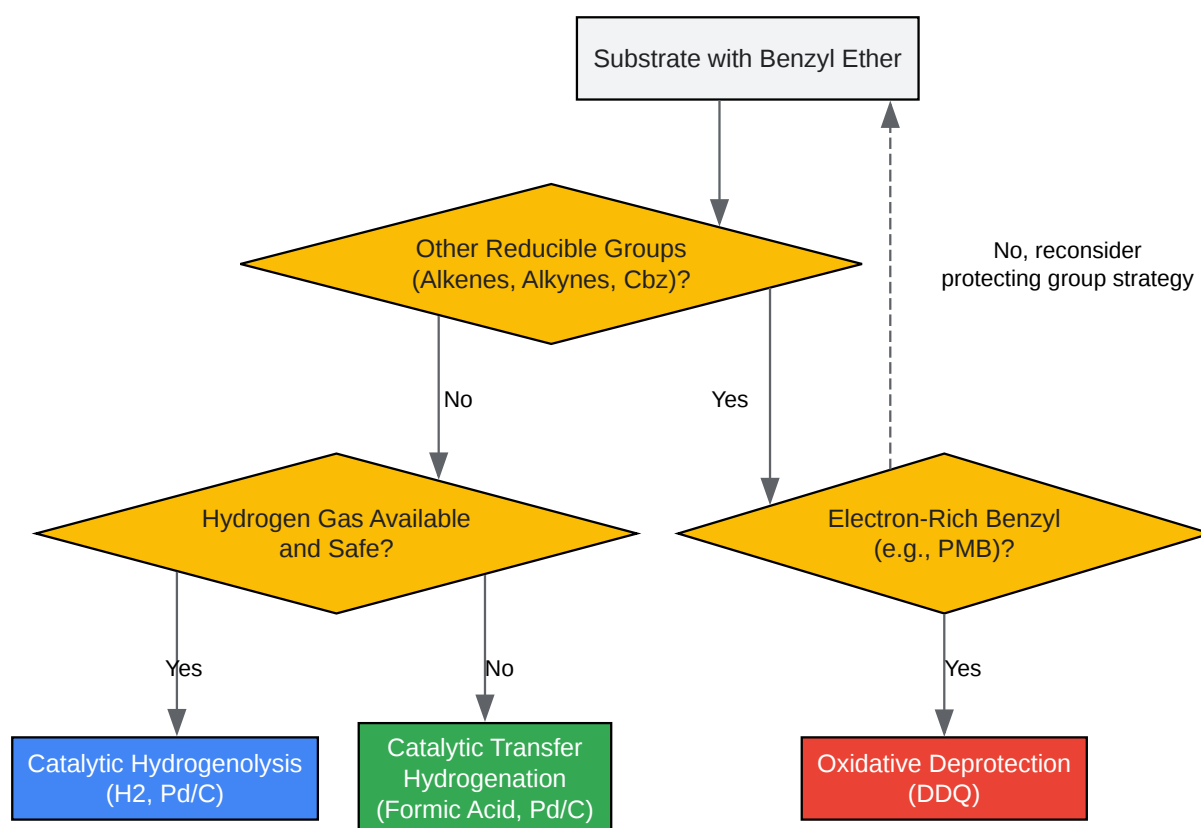 Substrate with Benzyl Ether
Other Reducible Groups
(Alkenes, Alkynes, Cbz)?
No, reconsider
protecting group strategy
No
Yes
Hydrogen Gas Available
and Safe?
Electron-Rich Benzyl
(e.g., PMB)?
Yes
No
Yes
Catalytic Hydrogenolysis
(H2, Pd/C)
Catalytic Transfer
Hydrogenation
(Formic Acid, Pd/C)
Oxidative Deprotection
(DDQ)